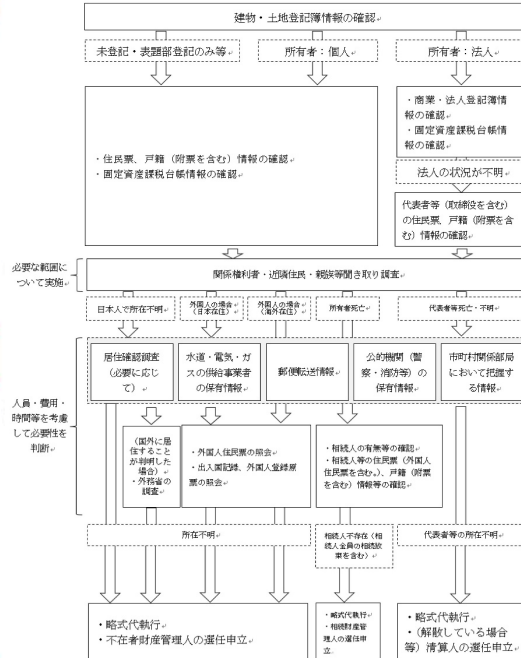 建物・土地登記簿情報の確認
未登記・表題部登記のみ等
所有者：個人
所有者：法人
・住民票、戸籍（附票を含む）情報の確認
・固定資産課税台帳情報の確認
・商業・法人登記簿情
報の確認
・固定資産課税台帳情
報の確認
法人の状況が不明
代表者等（取締役を含む）
の住民票、戸籍（附票を含
む）情報の確認
必要な範囲に
ついて実施
関係権利者・近隣住民・親族等聞き取り調査
日本人で所在不明
外国人の場合
（日本在住）
外国人の場合
（海外在住）
所有者死亡
代表者等死亡・不明
人員・費用・
時間等を考慮
して必要性を
判断
居住確認調査
（必要に応じ
て）
水道・電気・ガ
スの供給事業者
の保有情報
郵便転送情報
公的機関（警
察・消防等）の
保有情報
市町村関係部局
において把握す
る情報
（国外に居
住すること
が判明した
場合）
・外務省の
調査
・外国人住民票の照会
・出入国記録、外国人登録原
票の照会
・相続人の有無等の確認
・相続人等の住民票（外国人
住民票を含む。）、戸籍（附票
を含む）情報等の確認
所在不明
相続人不存在（相
続人全員の相続放
棄を含む）
代表者等の所在不明
・略式代執行
・不在者財産管理人の選任申立
・略式代執行
・相続財産管
理人の選任申
立
・略式代執行
・（解散している場合
等）清算人の選任申立